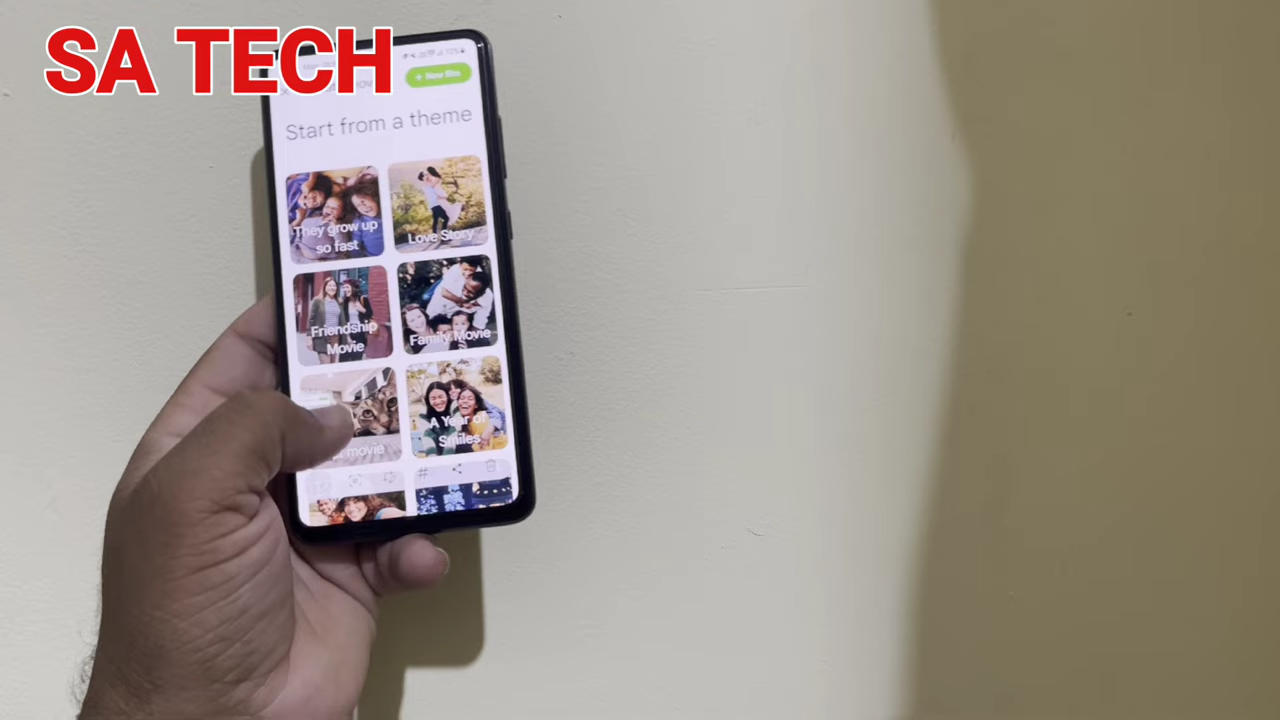 SA TECH
+ New film
Start from a theme
They grow up
so fast
Love Story
Friendship
Movie
Family Movie
movie
A Year of
Smiles
#